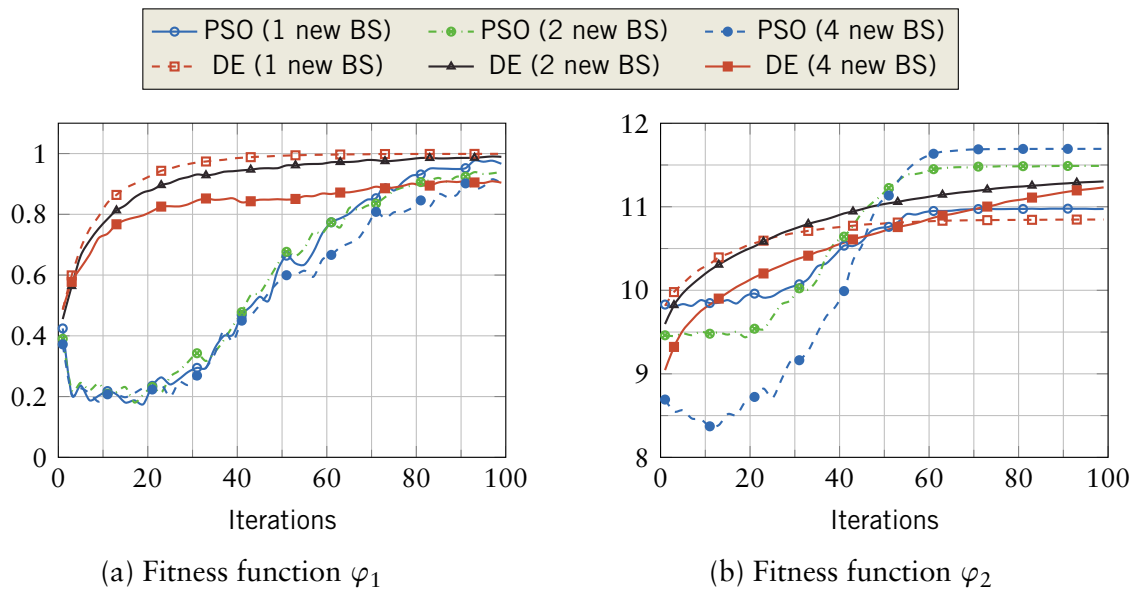 PSO (1 new BS) PSO (2 new BS) PSO (4 new BS)
DE (1 new BS) DE (2 new BS) DE (4 new BS)
1
0.8
0.6
0.4
0.2
0
0 20 40 60 80 100
Iterations
(a) Fitness function φ₁
12
11
10
9
8
0 20 40 60 80 100
Iterations
(b) Fitness function φ₂